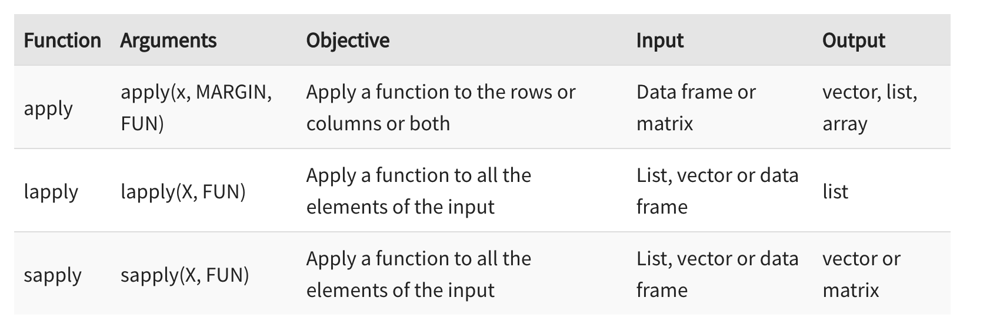 Function Arguments Objective Input Output
apply apply(x, MARGIN, FUN) Apply a function to the rows or columns or both Data frame or matrix vector, list, array
lapply lapply(X, FUN) Apply a function to all the elements of the input List, vector or data frame list
sapply sapply(X, FUN) Apply a function to all the elements of the input List, vector or data frame vector or matrix